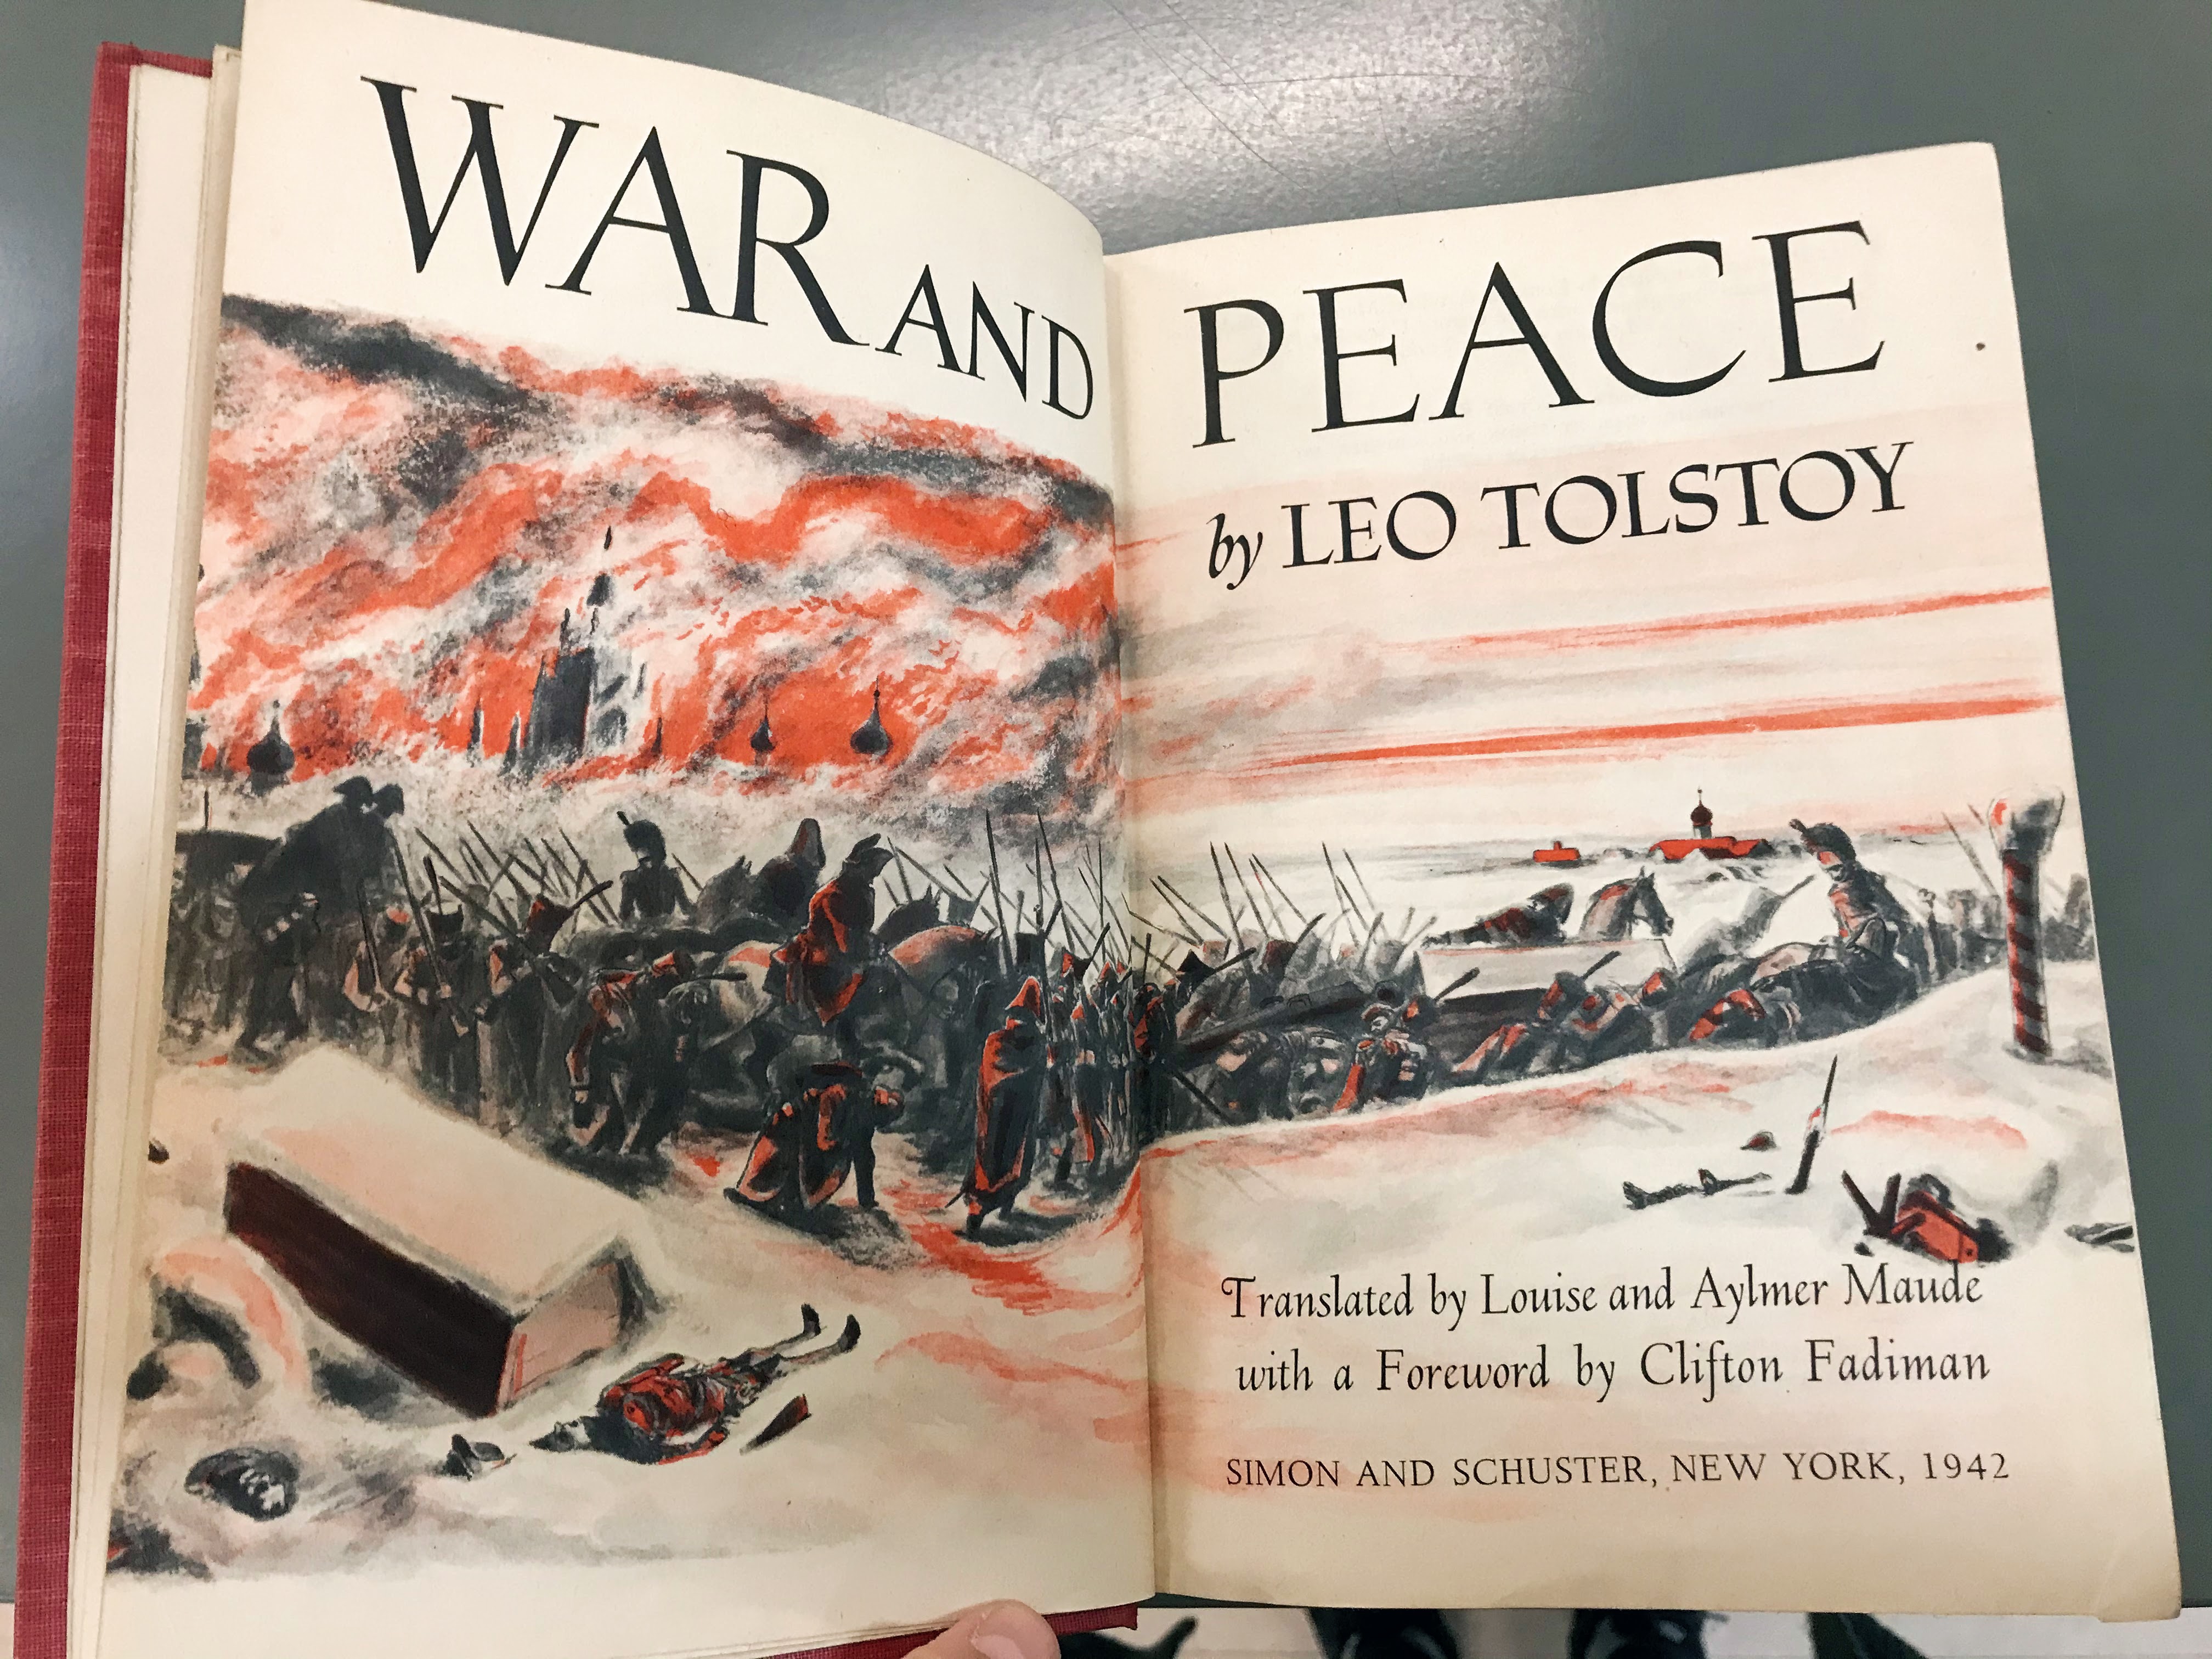 WAR AND PEACE
by LEO TOLSTOY
Translated by Louise and Aylmer Maude
with a Foreword by Clifton Fadiman
SIMON AND SCHUSTER, NEW YORK, 1942